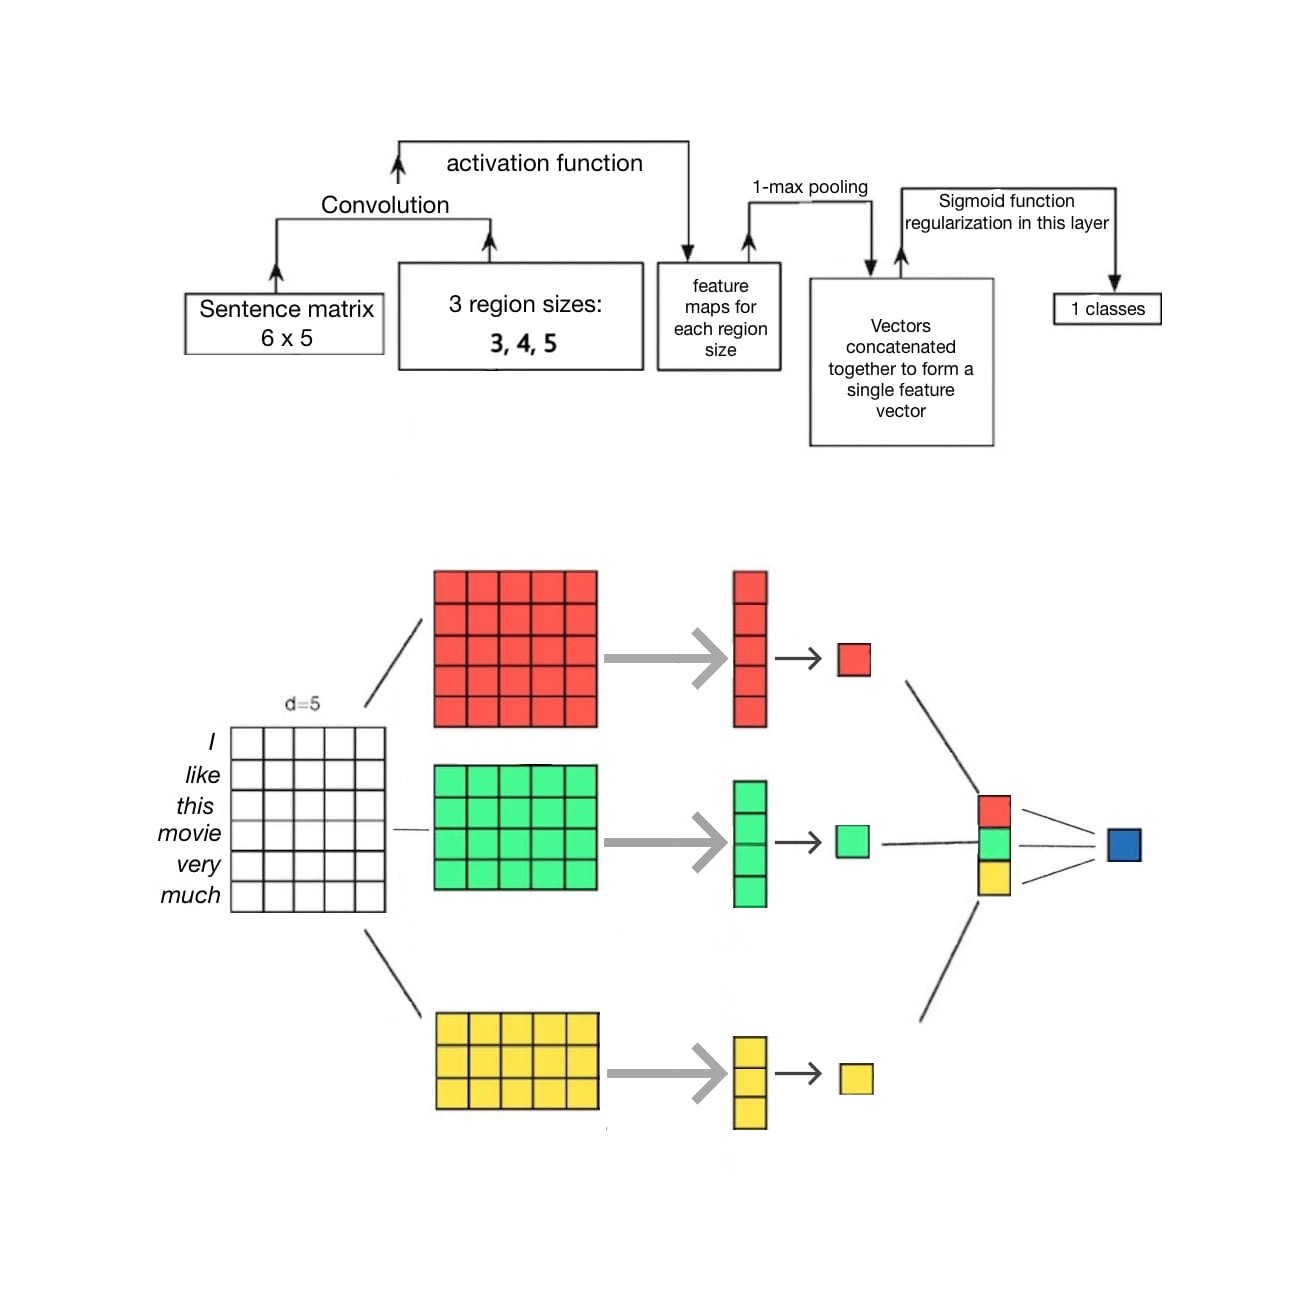 activation function
Convolution
1-max pooling
Sigmoid function
regularization in this layer
Sentence matrix
6 x 5
3 region sizes:
3, 4, 5
feature
maps for
each region
size
Vectors
concatenated
together to form a
single feature
vector
1 classes
d=5
I
like
this
movie
very
much